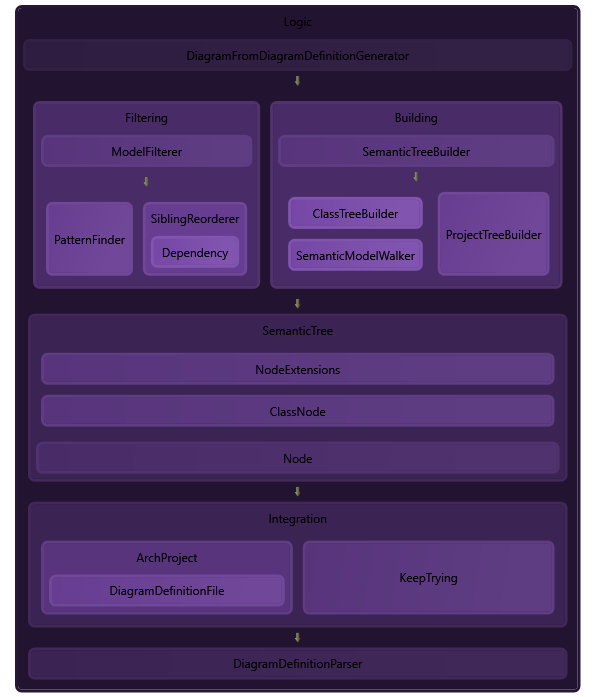 Logic
DiagramFromDiagramDefinitionGenerator
Filtering
ModelFilterer
PatternFinder
SiblingReorderer
Dependency
Building
SemanticTreeBuilder
ClassTreeBuilder
SemanticModelWalker
ProjectTreeBuilder
SemanticTree
NodeExtensions
ClassNode
Node
Integration
ArchProject
DiagramDefinitionFile
KeepTrying
DiagramDefinitionParser